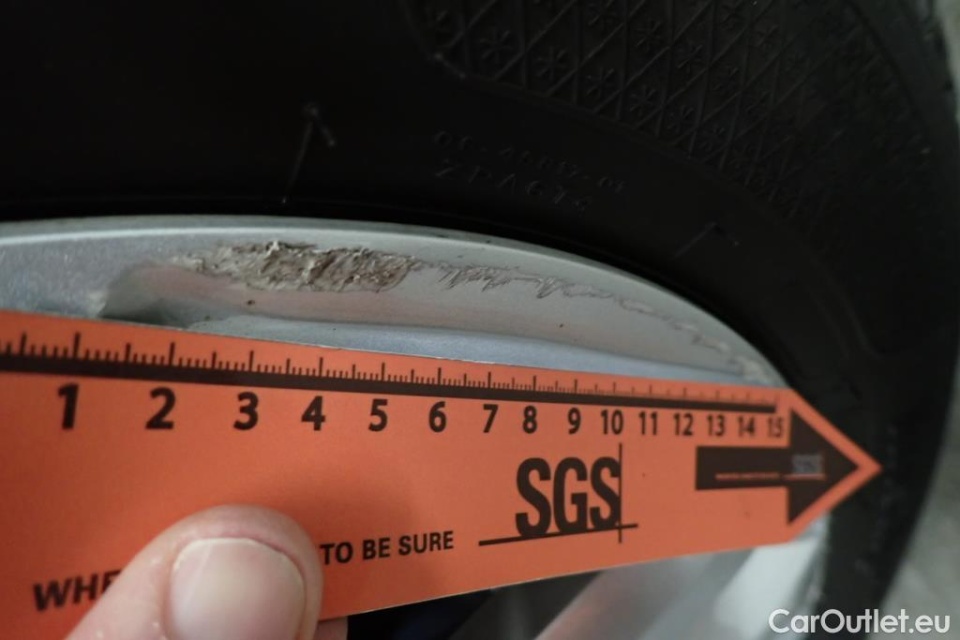 1 2 3 4 5 6 7 8 9 10 11 12 13 14 15
SGS
WHE TO BE SURE
CarOutlet.eu